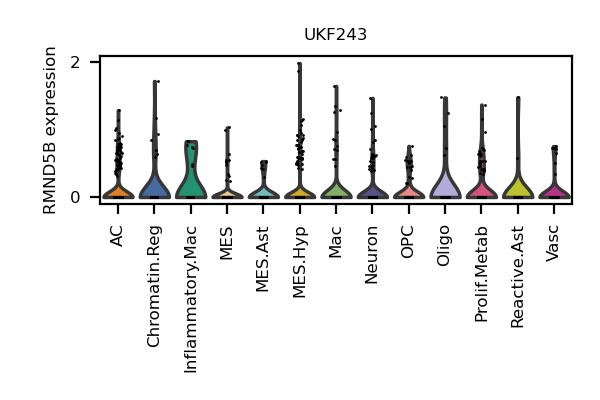 UKF243
RMND5B expression
2
0
AC
Chromatin.Reg
Inflammatory.Mac
MES
MES.Ast
MES.Hyp
Mac
Neuron
OPC
Oligo
Prolif.Metab
Reactive.Ast
Vasc